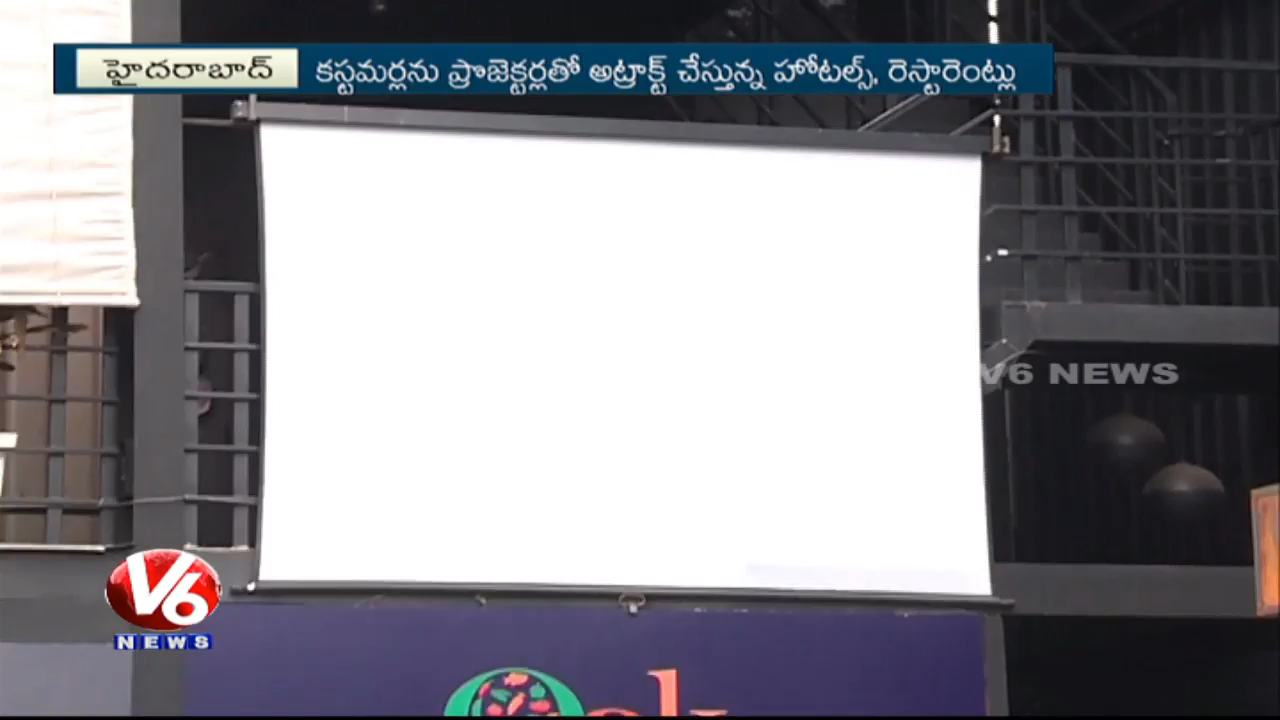 హైదరాబాద్ కస్టమర్లను ప్రొజెక్టర్లతో అట్రాక్ట్ చేస్తున్న హోటల్స్, రెస్టారెంట్లు
V6 NEWS
V6
NEWS